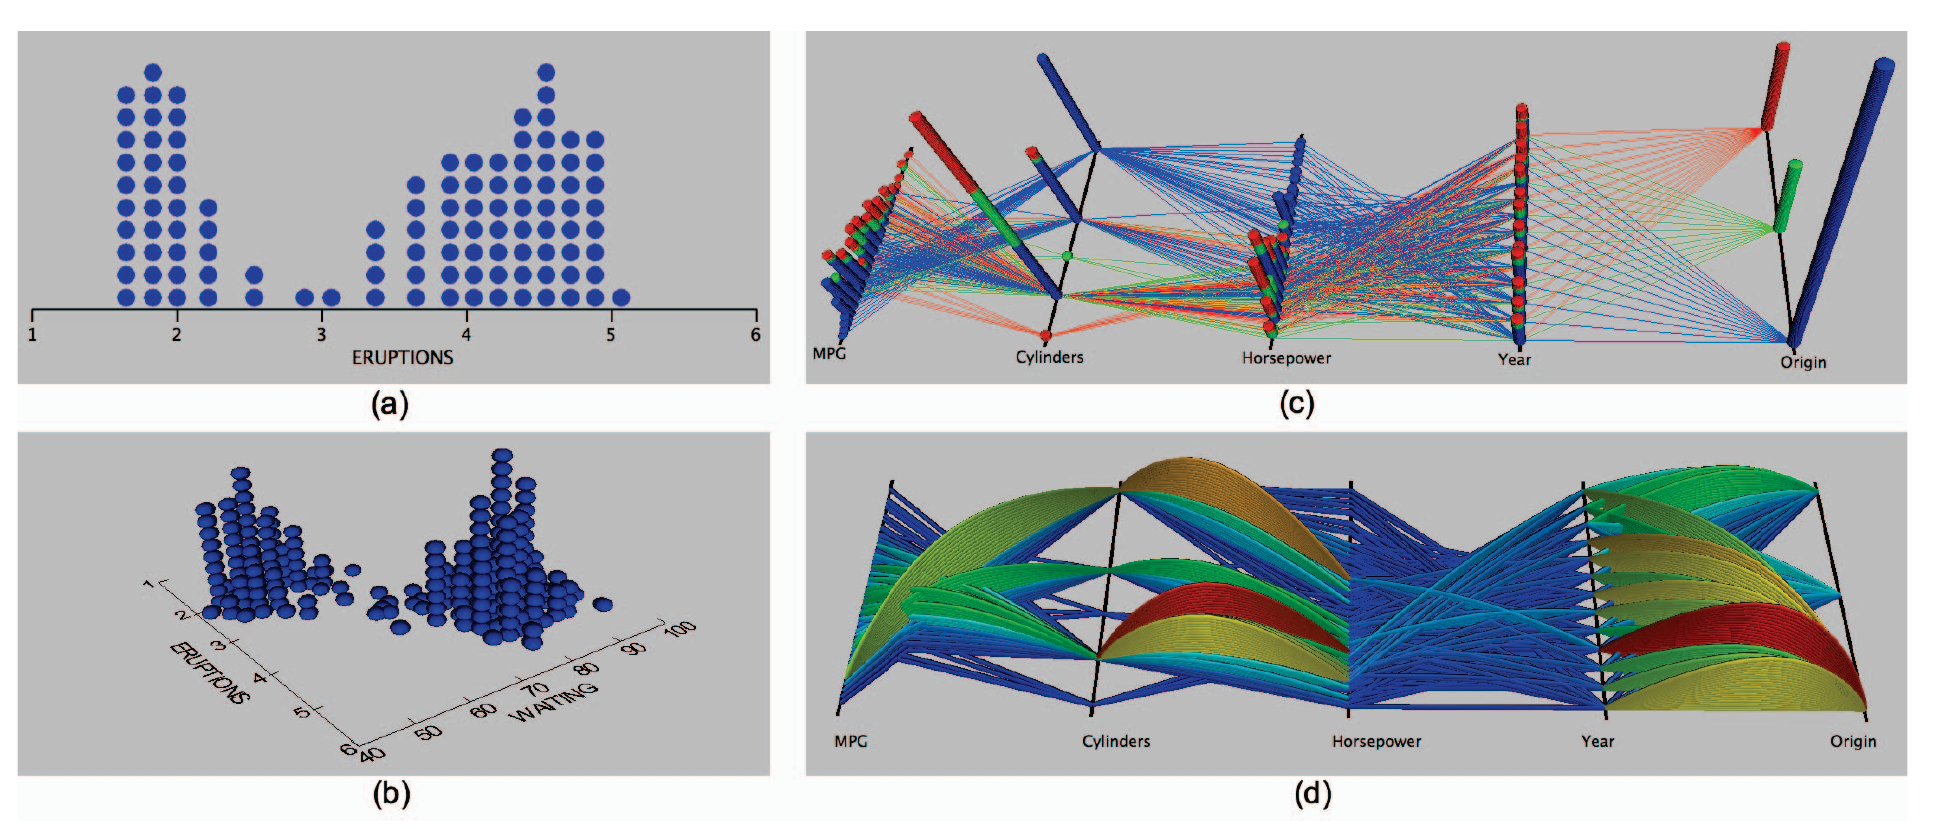 1 2 3 4 5 6
ERUPTIONS
(a)
MPG Cylinders Horsepower Year Origin
(c)
1 2 3 4 5 6
ERUPTIONS
40 50 60 70 80 90 100
WAITING
(b)
MPG Cylinders Horsepower Year Origin
(d)